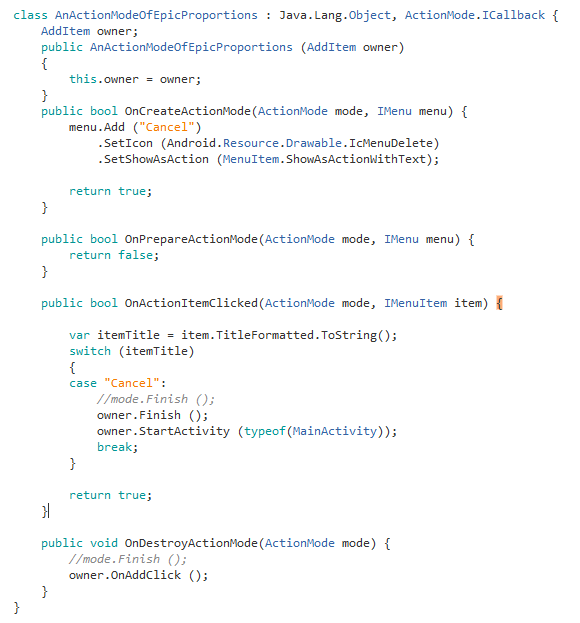 class AnActionModeOfEpicProportions : Java.Lang.Object, ActionMode.ICallback {
    AddItem owner;
    public AnActionModeOfEpicProportions (AddItem owner)
    {
        this.owner = owner;
    }
    public bool OnCreateActionMode(ActionMode mode, IMenu menu) {
        menu.Add ("Cancel")
            .SetIcon (Android.Resource.Drawable.IcMenuDelete)
            .SetShowAsAction (MenuItem.ShowAsActionWithText);

        return true;
    }

    public bool OnPrepareActionMode(ActionMode mode, IMenu menu) {
        return false;
    }

    public bool OnActionItemClicked(ActionMode mode, IMenuItem item) {

        var itemTitle = item.TitleFormatted.ToString();
        switch (itemTitle)
        {
        case "Cancel":
            //mode.Finish ();
            owner.Finish ();
            owner.StartActivity (typeof(MainActivity));
            break;
        }

        return true;
    }

    public void OnDestroyActionMode(ActionMode mode) {
        //mode.Finish ();
        owner.OnAddClick ();
    }
}